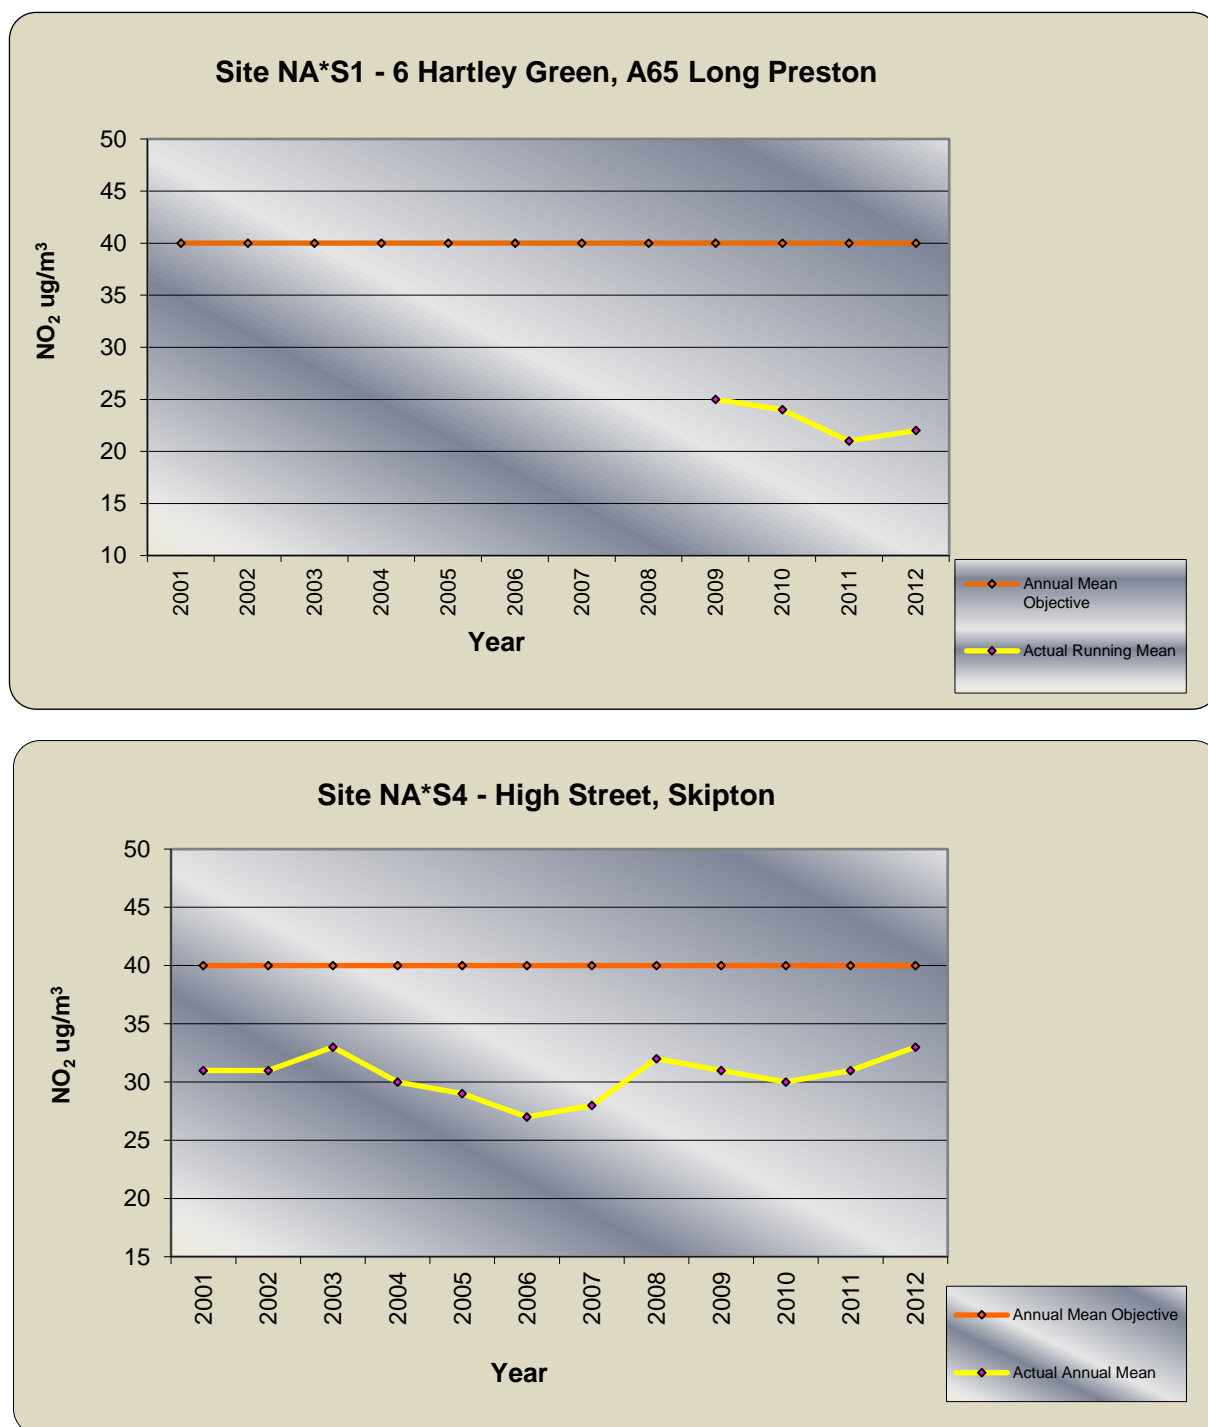 Site NA*S1 - 6 Hartley Green, A65 Long Preston
50
45
40
35
30
25
20
15
10
NO₂ ug/m³
2001 2002 2003 2004 2005 2006 2007 2008 2009 2010 2011 2012
Year
Annual Mean
Objective
Actual Running Mean
Site NA*S4 - High Street, Skipton
50
45
40
35
30
25
20
15
NO₂ ug/m³
2001 2002 2003 2004 2005 2006 2007 2008 2009 2010 2011 2012
Year
Annual Mean Objective
Actual Annual Mean